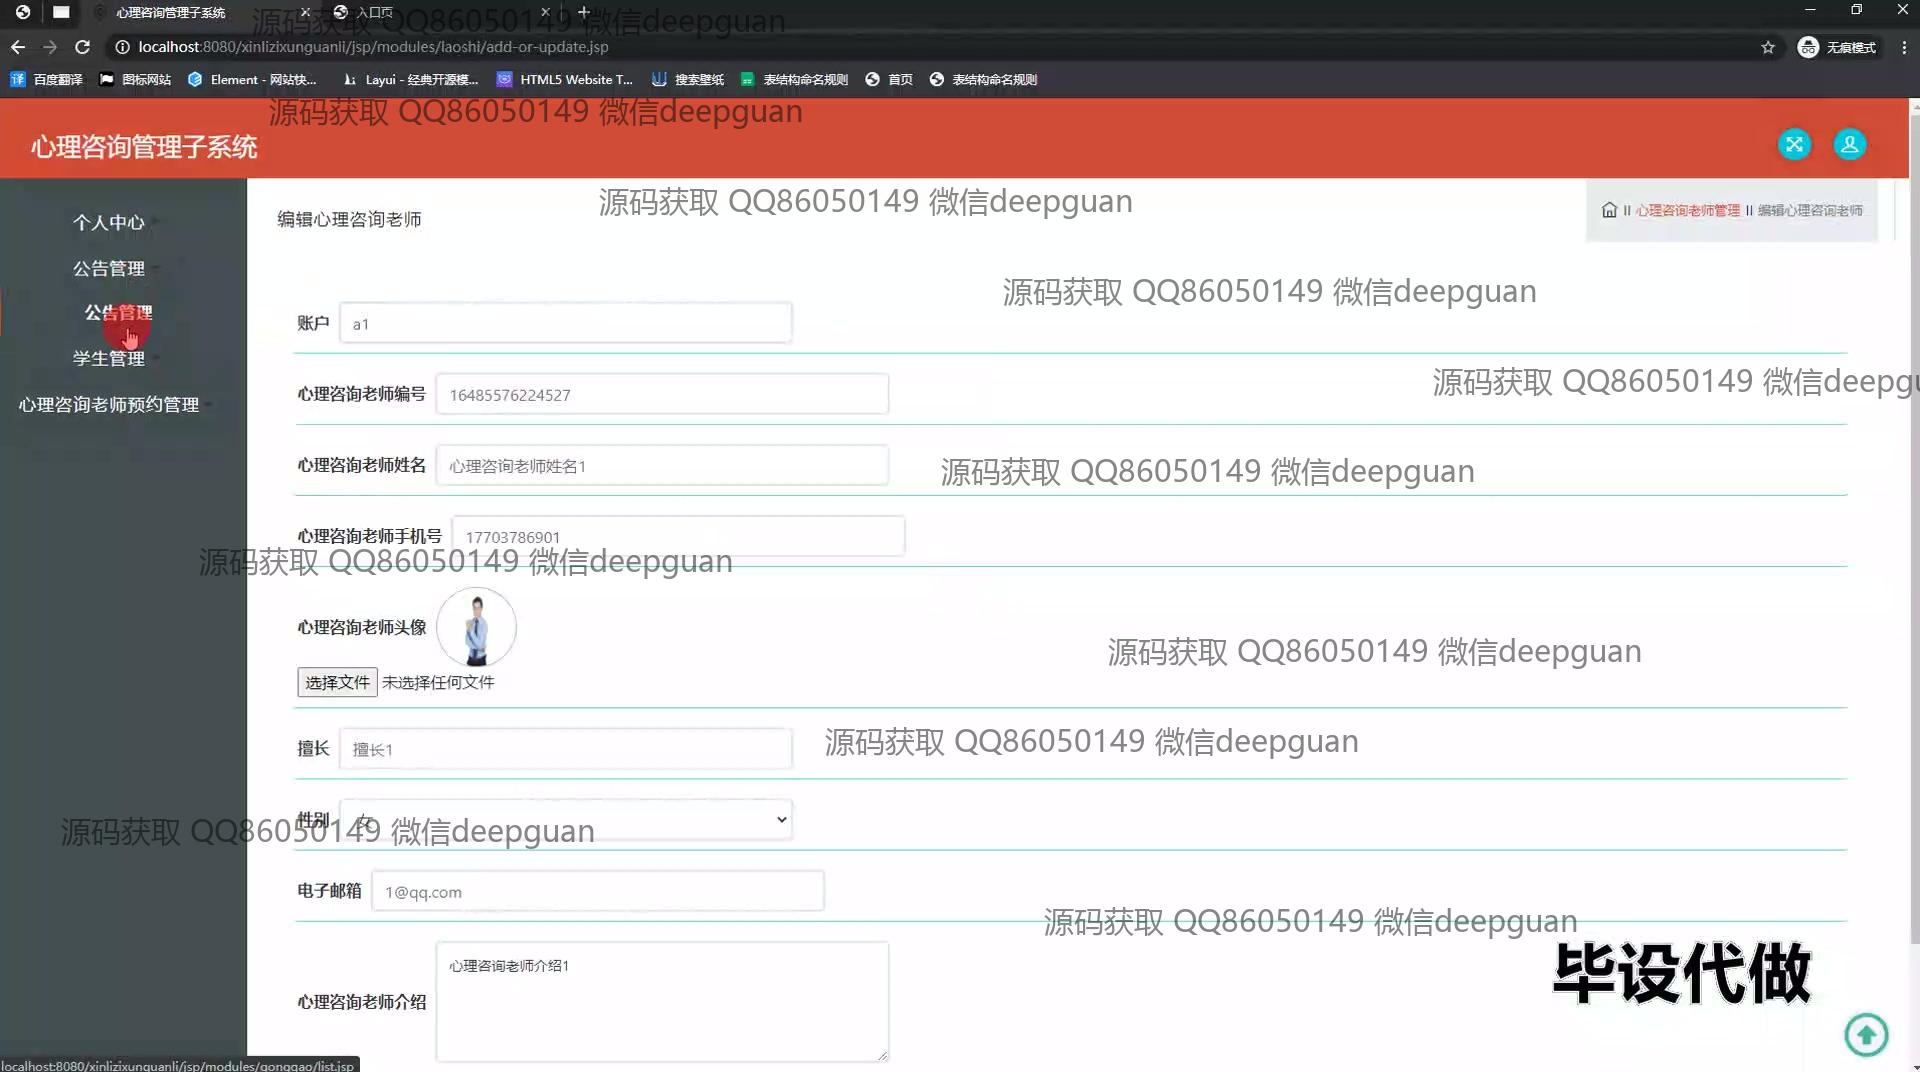 心理咨询管理子系统
入口页
源码获取 QQ86050149 微信deepguan
localhost:8080/xinlizixunguanli/jsp/modules/laoshi/add-or-update.jsp
无痕模式
百度翻译
图标网站
Element - 网站快...
Layui - 经典开源模...
HTML5 Website T...
搜索壁纸
表结构命名规则
首页
表结构命名规则
源码获取 QQ86050149 微信deepguan
心理咨询管理子系统
源码获取 QQ86050149 微信deepguan
编辑心理咨询老师
心理咨询老师管理 II 编辑心理咨询老师
个人中心
公告管理
公告管理
学生管理
心理咨询老师预约管理
源码获取 QQ86050149 微信deepguan
账户
a1
源码获取 QQ86050149 微信deepgu
心理咨询老师编号
16485576224527
心理咨询老师姓名
心理咨询老师姓名1
源码获取 QQ86050149 微信deepguan
心理咨询老师手机号
17703786901
源码获取 QQ86050149 微信deepguan
心理咨询老师头像
源码获取 QQ86050149 微信deepguan
选择文件 未选择任何文件
擅长
擅长1
源码获取 QQ86050149 微信deepguan
性别
女
源码获取 QQ86050149 微信deepguan
电子邮箱
1@qq.com
源码获取 QQ86050149 微信deepguan
心理咨询老师介绍
心理咨询老师介绍1
毕设代做
localhost:8080/xinlizixunguanli/jsp/modules/gonggao/list.jsp